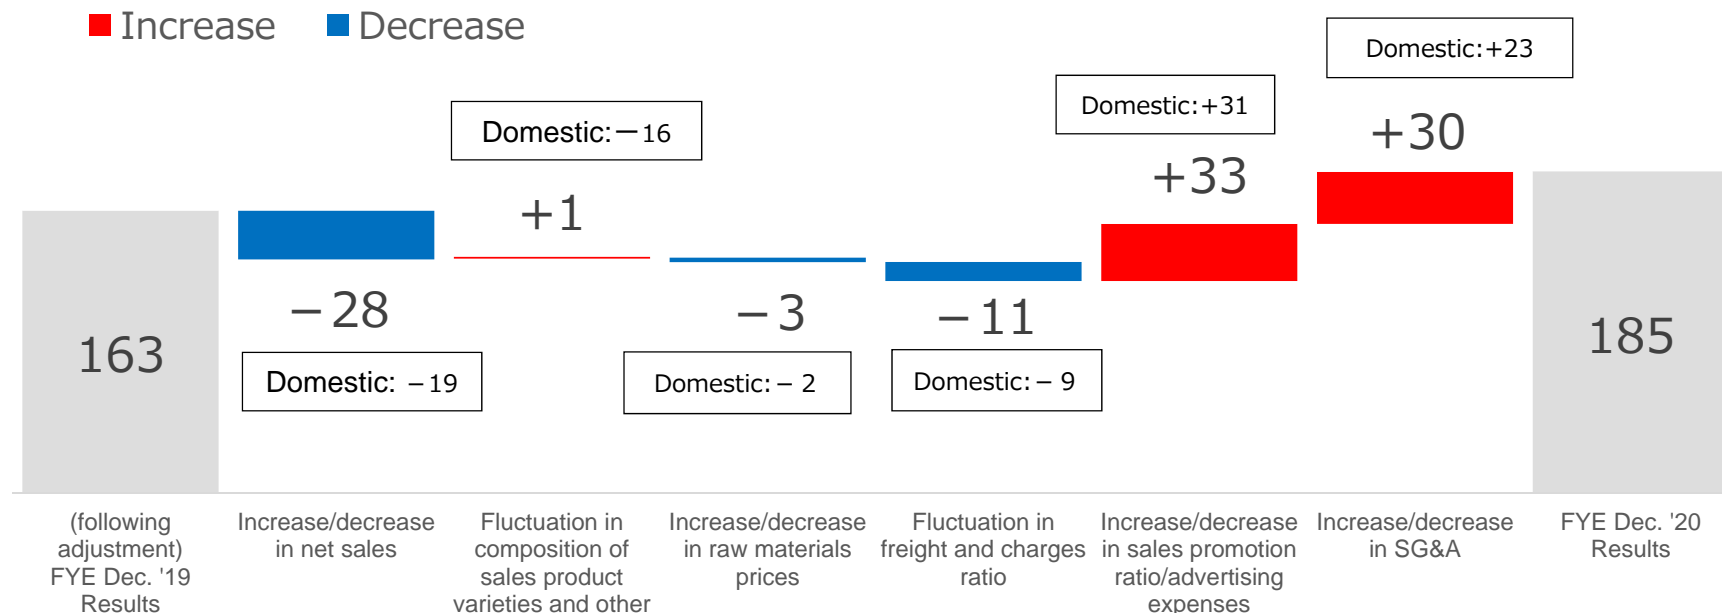 Increase Decrease
Domestic:+23
Domestic:+31
Domestic:－16
+30
+33
+1
－28
－3
－11
163
185
Domestic: －19
Domestic:－ 2
Domestic:－ 9
(following
adjustment)
FYE Dec. '19
Results
Increase/decrease
in net sales
Fluctuation in
composition of
sales product
varieties and other
Increase/decrease
in raw materials
prices
Fluctuation in
freight and charges
ratio
Increase/decrease
in sales promotion
ratio/advertising
expenses
Increase/decrease
in SG&A
FYE Dec. '20
Results